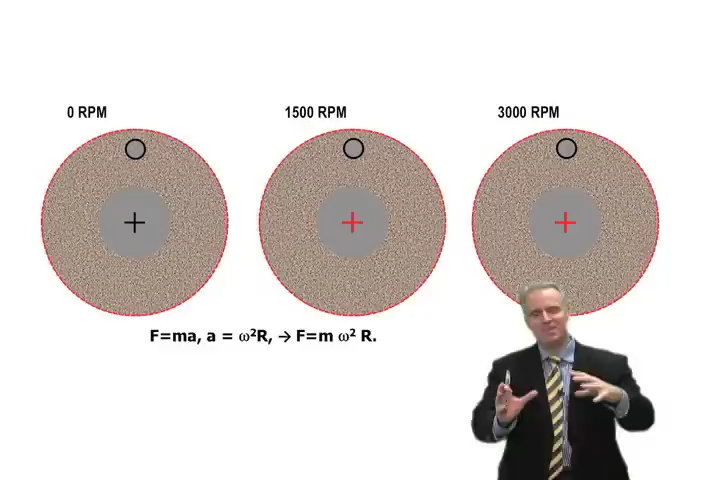 0 RPM
1500 RPM
3000 RPM
F=ma, a = ω²R, → F=m ω² R.